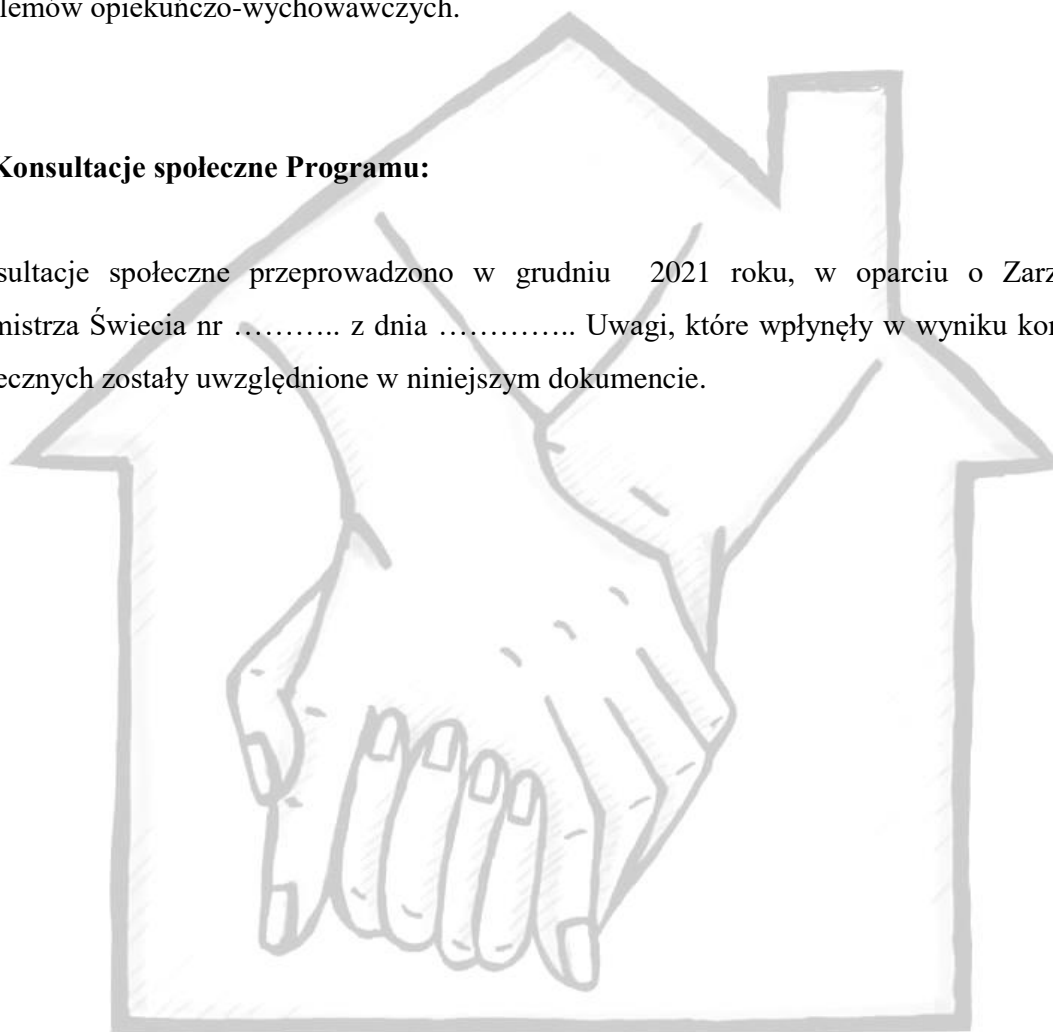 lemów opiekuńczo-wychowawczych.
Konsultacje społeczne Programu:
sultacje społeczne przeprowadzono w grudniu 2021 roku, w oparciu o Zarz
mistrza Świecia nr ……….. z dnia ………….. Uwagi, które wpłynęły w wyniku kon
ecznych zostały uwzględnione w niniejszym dokumencie.